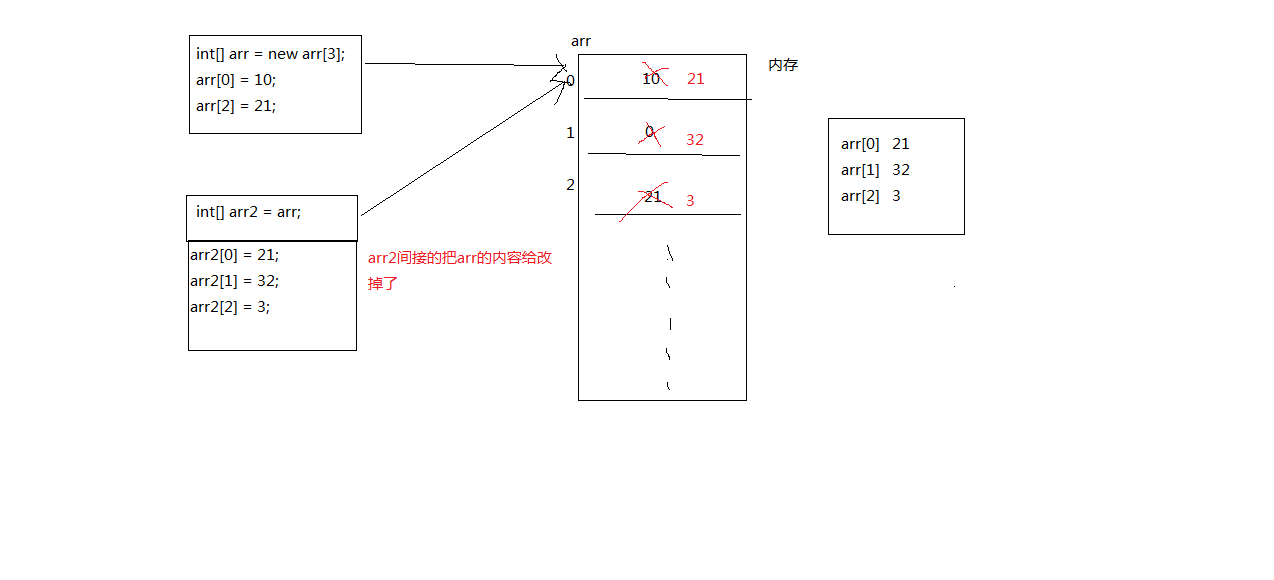 int[] arr = new arr[3];
arr[0] = 10;
arr[2] = 21;
int[] arr2 = arr;
arr2[0] = 21;
arr2[1] = 32;
arr2[2] = 3;
arr2间接的把arr的内容给改
掉了
arr
0
10 21
1
0 32
2
21 3
内存
arr[0] 21
arr[1] 32
arr[2] 3